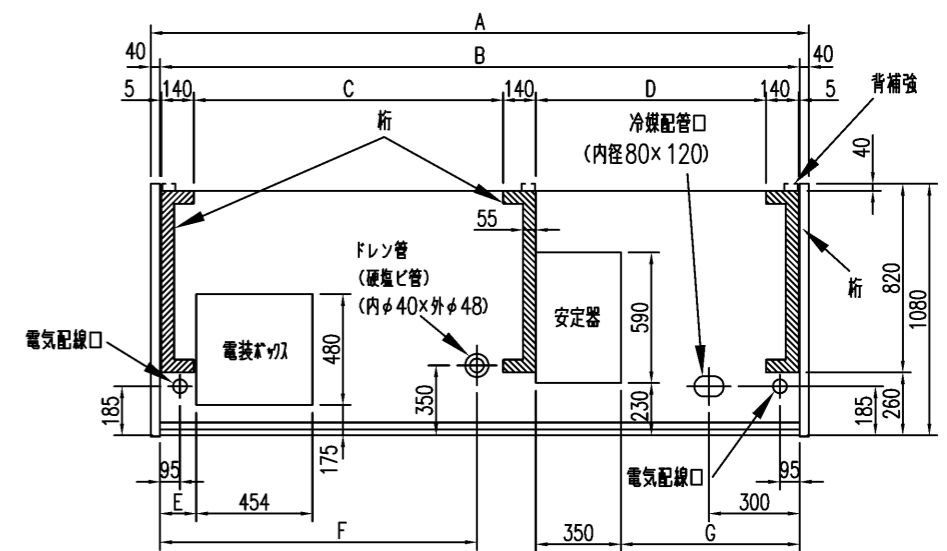 A
40
B
40
5
140
C
140
D
140
5
背補強
桁
冷媒配管口
(内径80×120)
40
55
ドレン管
(硬塩ビ管)
(内φ40×外φ48)
電気配線口
電装ボックス
480
安定器
590
820
1080
桁
185
350
230
185
260
175
95
電気配線口
95
E
454
300
F
350
G